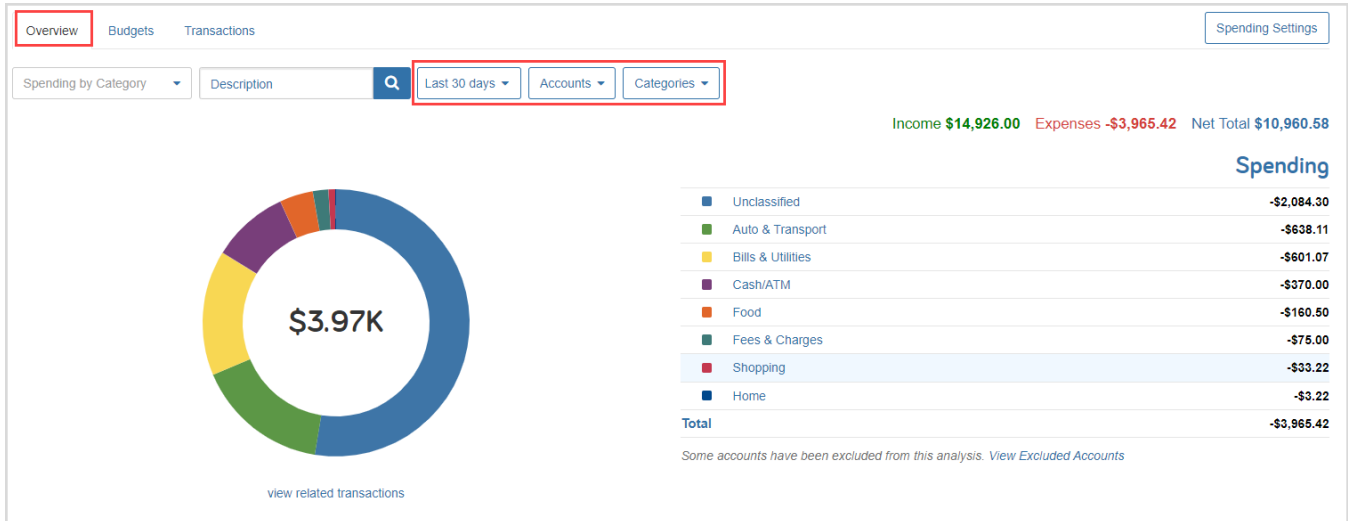 Overview Budgets Transactions Spending Settings
Spending by Category Description Last 30 days Accounts Categories
Income $14,926.00 Expenses -$3,965.42 Net Total $10,960.58
Spending
Unclassified -$2,084.30
Auto & Transport -$638.11
Bills & Utilities -$601.07
Cash/ATM -$370.00
$3.97K
Food -$160.50
Fees & Charges -$75.00
Shopping -$33.22
Home -$3.22
Total -$3,965.42
Some accounts have been excluded from this analysis. View Excluded Accounts
view related transactions